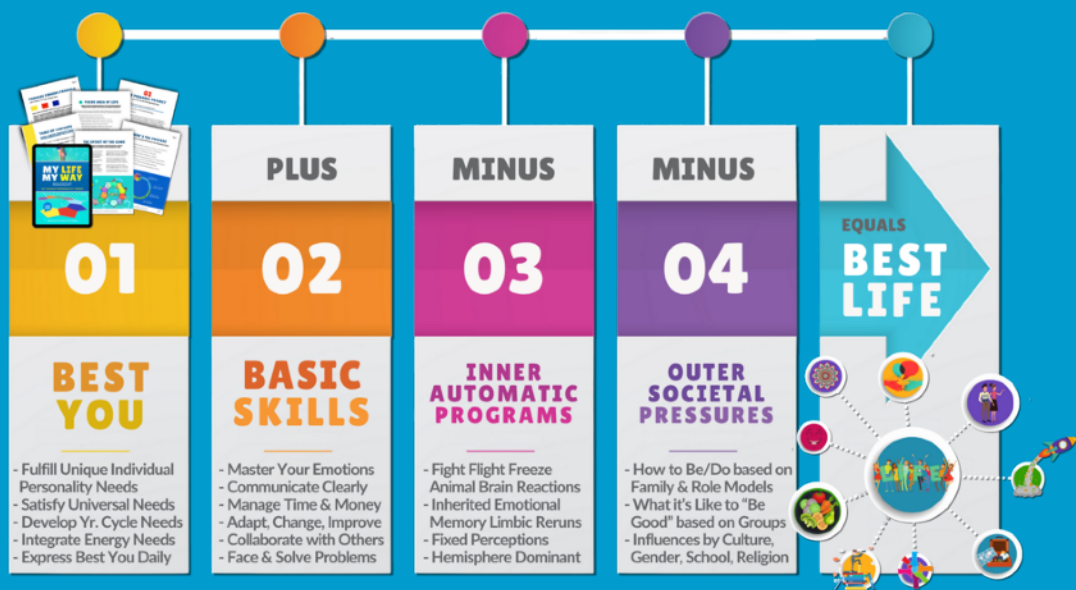 MY LIFE
MY WAY
01
BEST
YOU
- Fulfill Unique Individual
Personality Needs
- Satisfy Universal Needs
- Develop Yr. Cycle Needs
- Integrate Energy Needs
- Express Best You Daily
PLUS
02
BASIC
SKILLS
- Master Your Emotions
- Communicate Clearly
- Manage Time & Money
- Adapt, Change, Improve
- Collaborate with Others
- Face & Solve Problems
MINUS
03
INNER
AUTOMATIC
PROGRAMS
- Fight Flight Freeze
Animal Brain Reactions
- Inherited Emotional
Memory Limbic Reruns
- Fixed Perceptions
- Hemisphere Dominant
MINUS
04
OUTER
SOCIETAL
PRESSURES
- How to Be/Do based on
Family & Role Models
- What it's Like to "Be
Good" based on Groups
- Influences by Culture,
Gender, School, Religion
EQUALS
BEST
LIFE